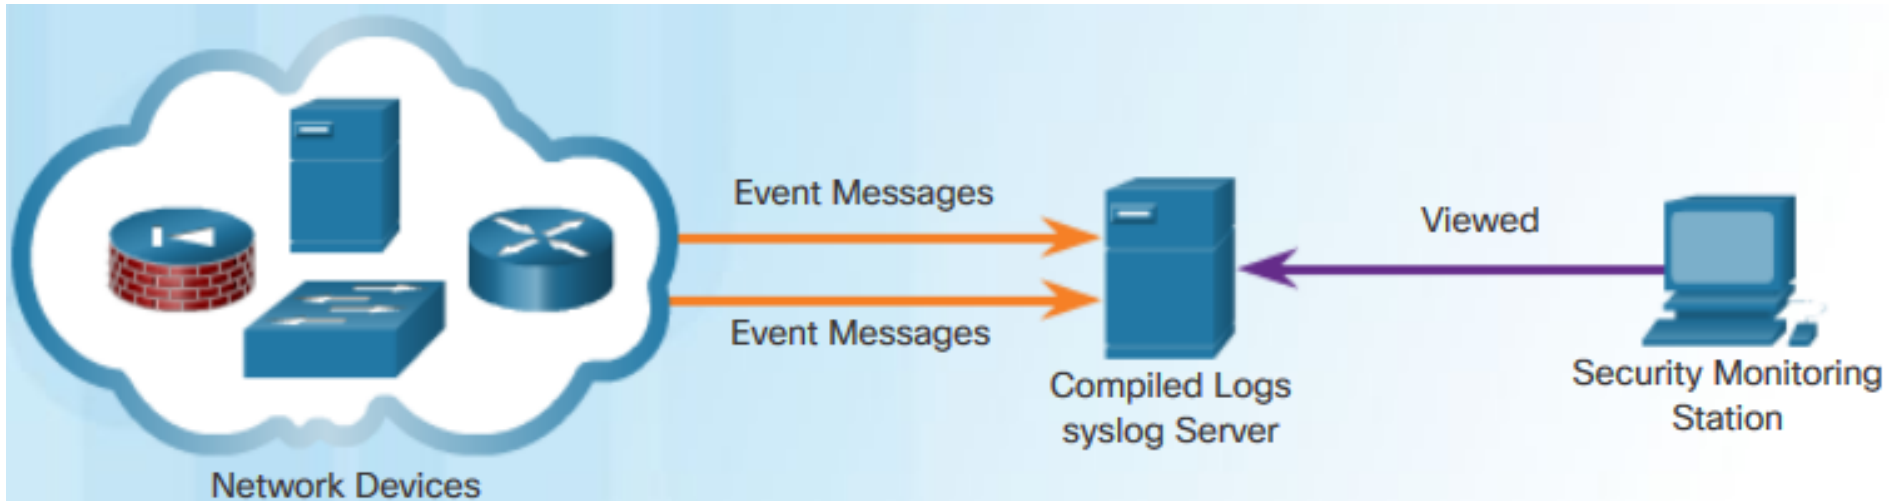 Event Messages
Event Messages
Viewed
Compiled Logs
syslog Server
Security Monitoring
Station
Network Devices